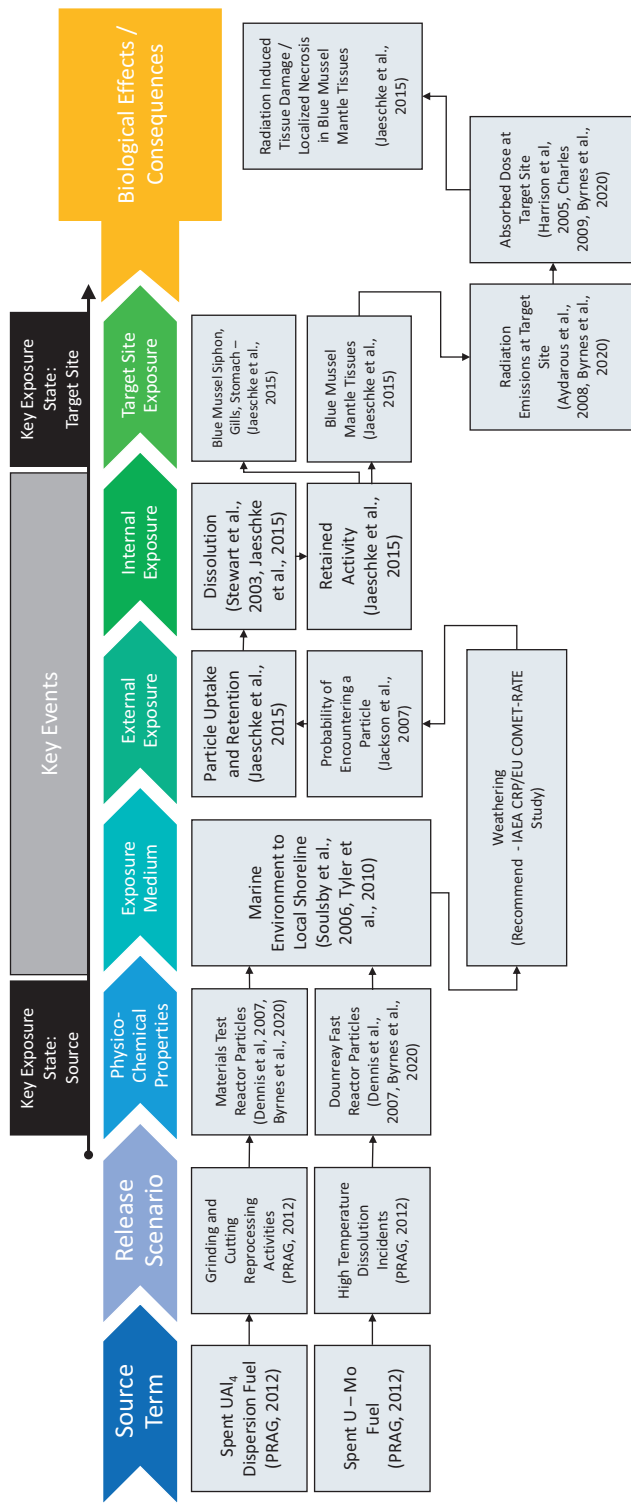 Key Exposure
State:
Source
Key Events
Key Exposure
State:
Target Site
Source
Term
Release
Scenario
Physico-
Chemical
Properties
Exposure
Medium
External
Exposure
Internal
Exposure
Target Site
Exposure
Biological Effects /
Consequences
Spent UAl₄
Dispersion Fuel
(PRAG, 2012)
Spent U – Mo
Fuel
(PRAG, 2012)
Grinding and
Cutting
Reprocessing
Activities
(PRAG, 2012)
High Temperature
Dissolution
Incidents
(PRAG, 2012)
Materials Test
Reactor Particles
(Dennis et al, 2007,
Byrnes et al., 2020)
Dounreay Fast
Reactor Particles
(Dennis et al.,
2007, Byrnes et al.,
2020)
Marine
Environment to
Local Shoreline
(Soulsby et al.,
2006, Tyler et
al., 2010)
Weathering
(Recommend - IAEA CRP/EU COMET-RATE
Study)
Particle Uptake
and Retention
(Jaeschke et al.,
2015)
Probability of
Encountering a
Particle
(Jackson et al.,
2007)
Dissolution
(Stewart et al.,
2003, Jaeschke
et al., 2015)
Retained
Activity
(Jaeschke et al.,
2015)
Blue Mussel Siphon,
Gills, Stomach –
(Jaeschke et al.,
2015)
Blue Mussel
Mantle Tissues
(Jaeschke et al.,
2015)
Radiation
Emissions at Target
Site
(Aydarous et al.,
2008, Byrnes et al.,
2020)
Absorbed Dose at
Target Site
(Harrison et al,
2005, Charles
2009, Byrnes et al.,
2020)
Radiation Induced
Tissue Damage /
Localized Necrosis
in Blue Mussel
Mantle Tissues
(Jaeschke et al.,
2015)